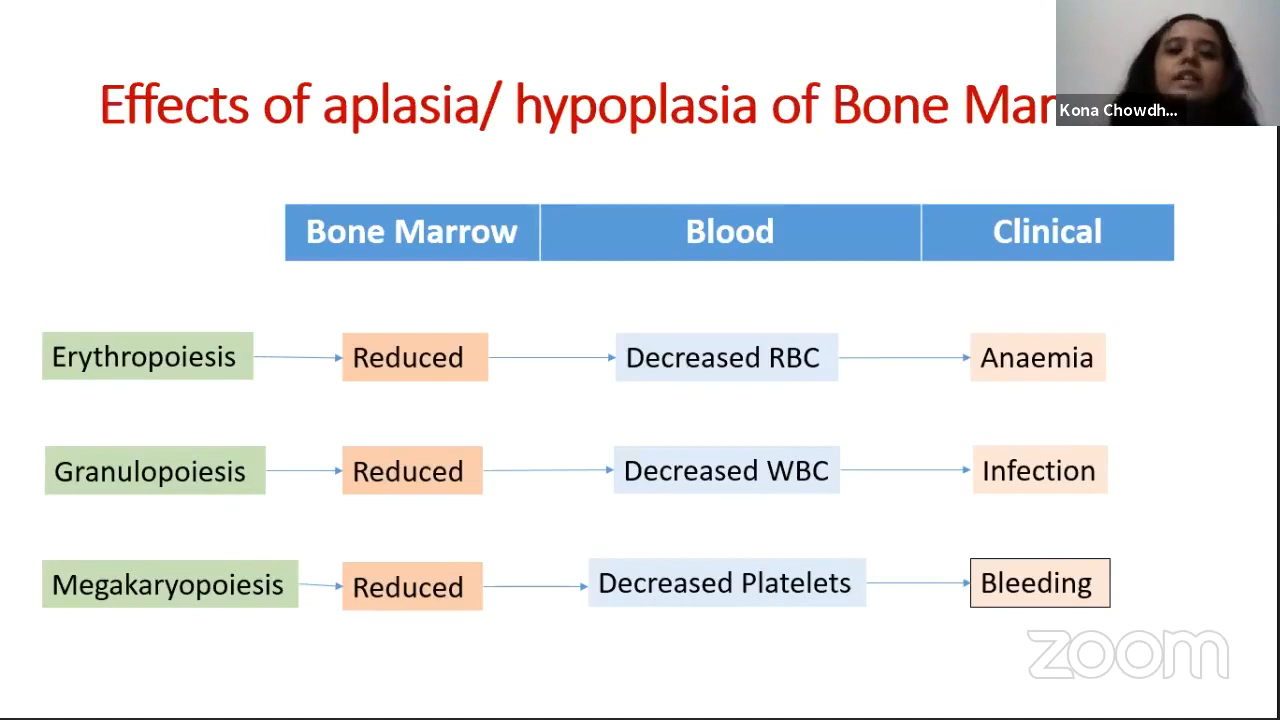 Effects of aplasia/ hypoplasia of Bone Mar
Kona Chowdh...
Bone Marrow Blood Clinical
Erythropoiesis Reduced Decreased RBC Anaemia
Granulopoiesis Reduced Decreased WBC Infection
Megakaryopoiesis Reduced Decreased Platelets Bleeding
zoom